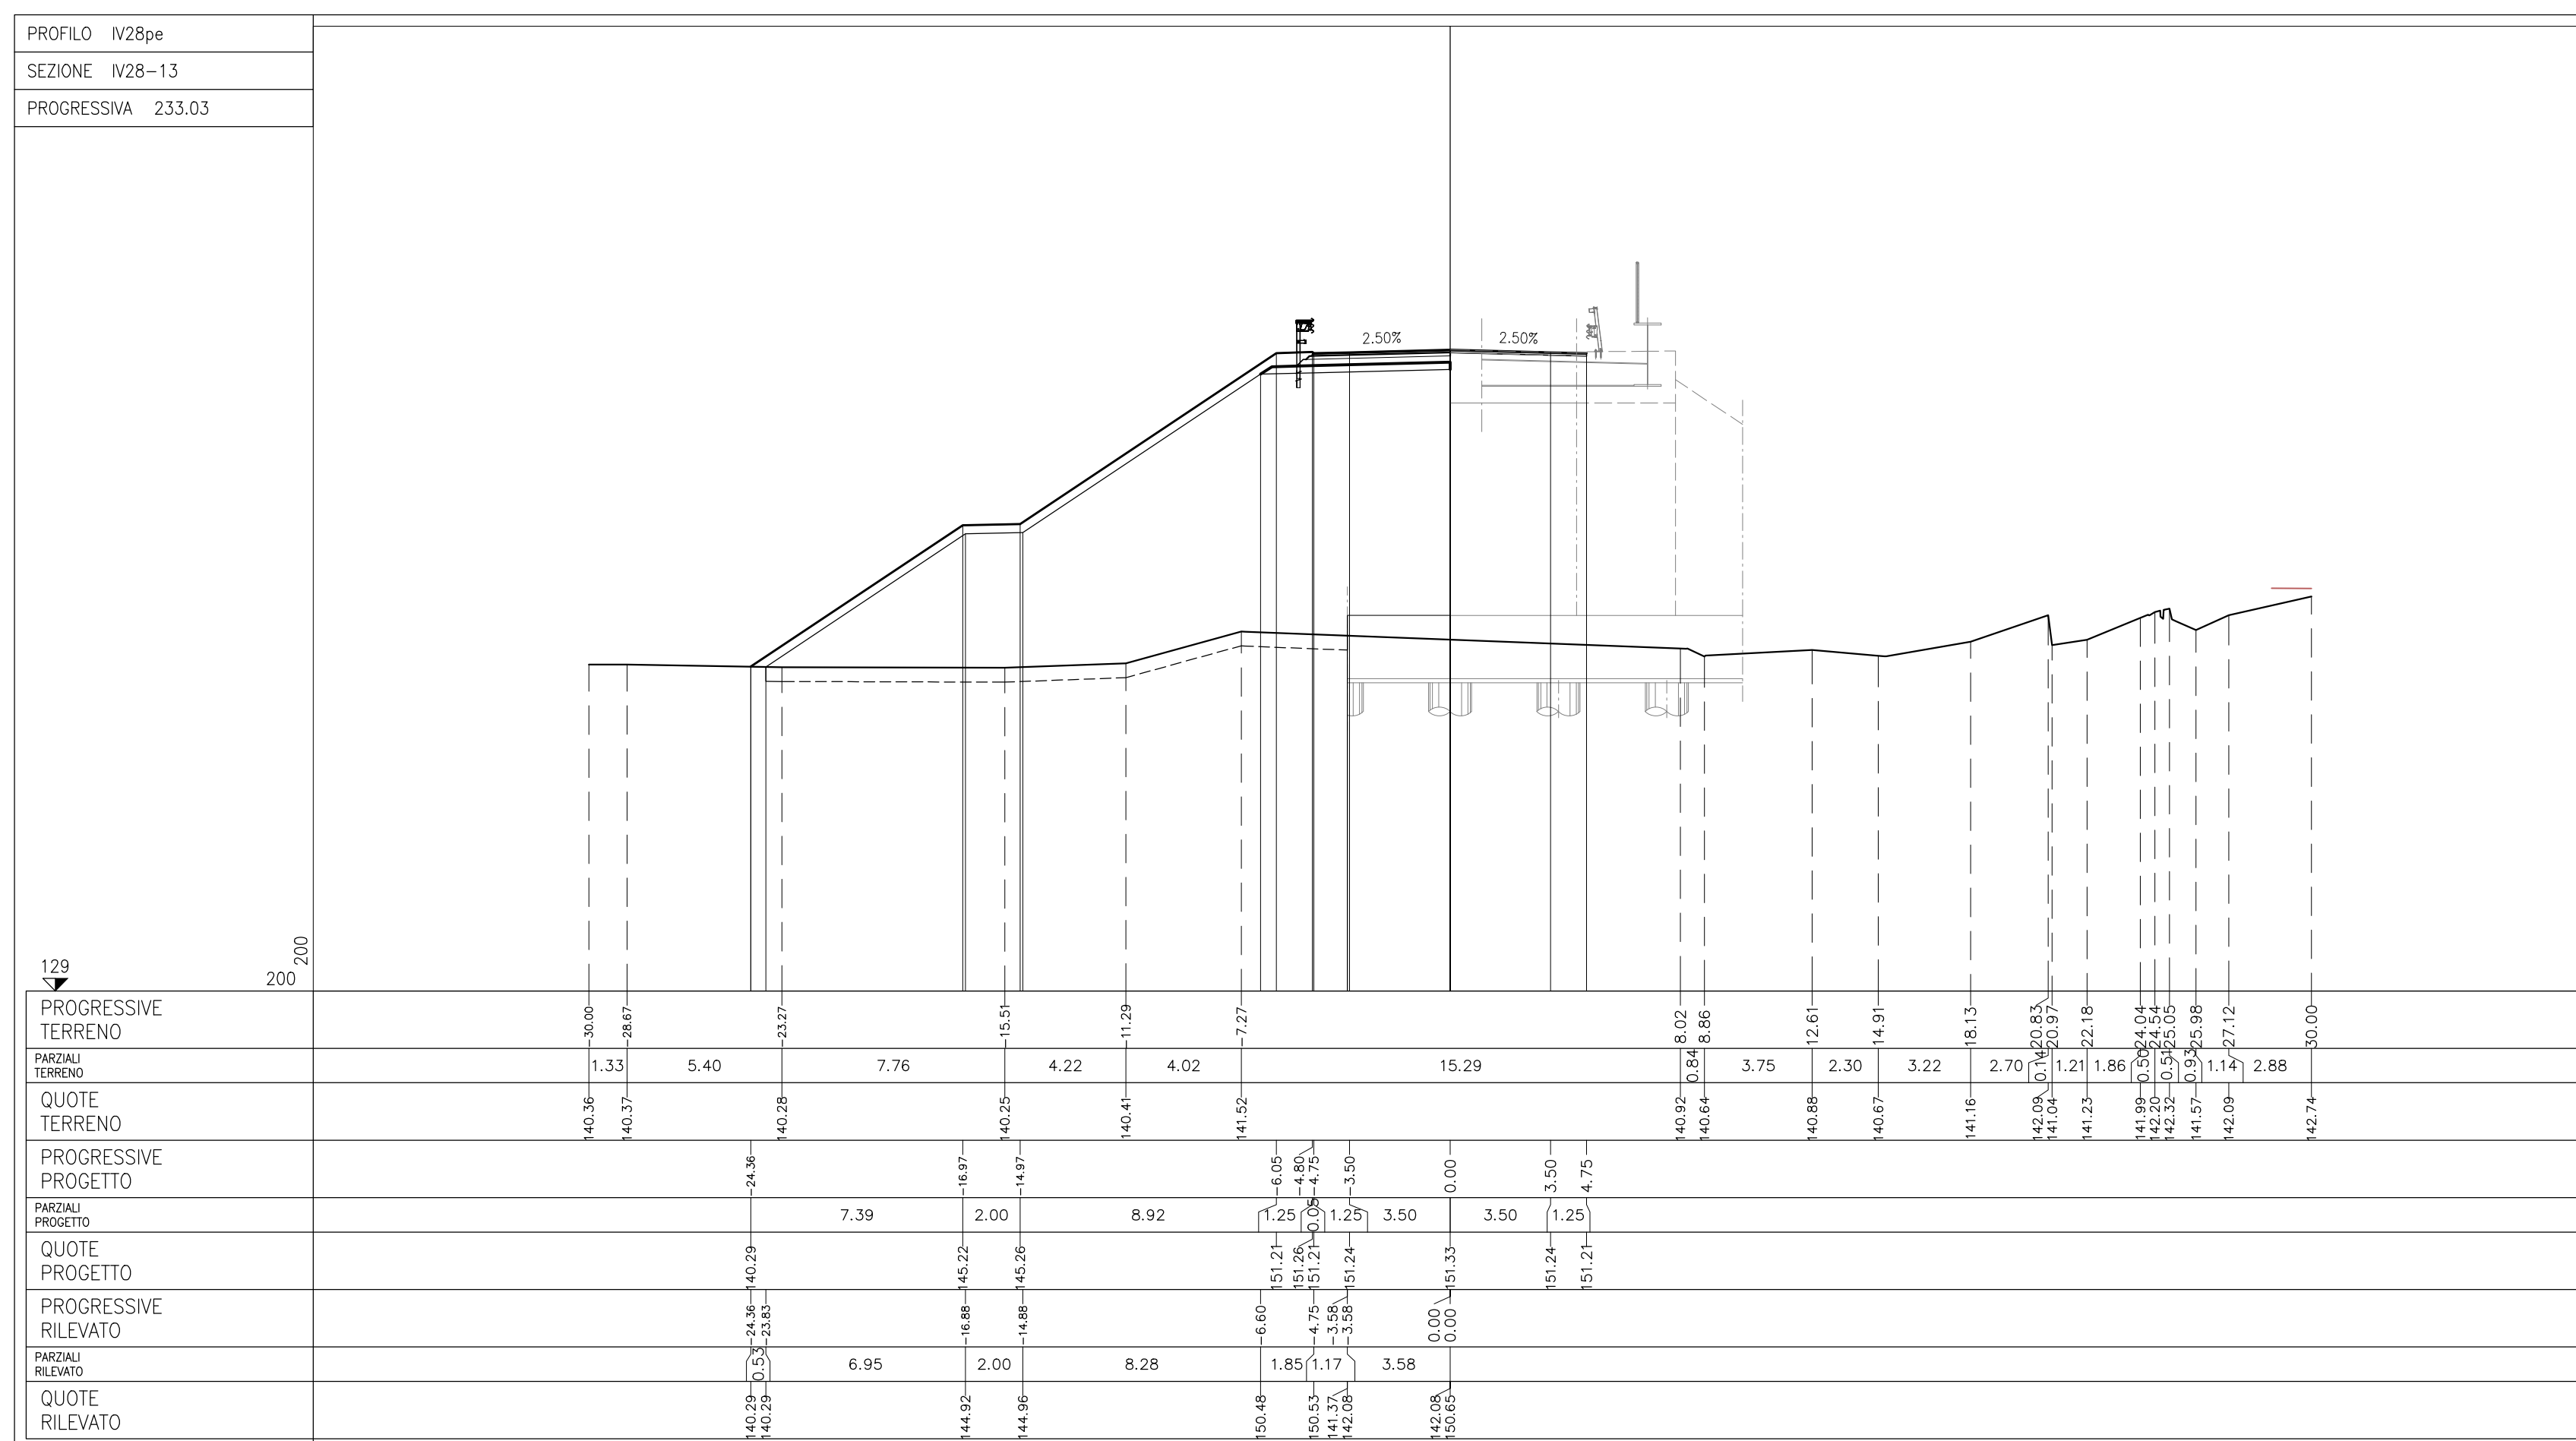 PROFILO IV28pe
SEZIONE IV28-13
PROGRESSIVA 233.03
2.50% 2.50%
129
200
200
PROGRESSIVE TERRENO
-30.00 -28.67 -23.27 -15.51 -11.29 -7.27 8.02 8.86 12.61 14.91 18.13 20.83 20.97 22.18 24.04 24.54 25.05 25.98 27.12 30.00
PARZIALI TERRENO
1.33 5.40 7.76 4.22 4.02 15.29 0.84 3.75 2.30 3.22 2.70 0.14 1.21 1.86 0.50 0.51 0.93 1.14 2.88
QUOTE TERRENO
140.36 140.37 140.28 140.25 140.41 141.52 140.92 140.64 140.88 140.67 141.16 142.09 141.04 141.23 141.99 142.20 142.32 141.57 142.09 142.74
PROGRESSIVE PROGETTO
-24.36 -16.97 -14.97 -6.05 -4.80 -4.75 -3.50 0.00 3.50 4.75
PARZIALI PROGETTO
7.39 2.00 8.92 1.25 0.05 1.25 3.50 3.50 1.25
QUOTE PROGETTO
140.29 145.22 145.26 151.21 151.26 151.21 151.24 151.33 151.24 151.21
PROGRESSIVE RILEVATO
-24.36 -23.83 -16.88 -14.88 -6.60 -4.75 -3.58 -3.58 0.00 0.00
PARZIALI RILEVATO
0.53 6.95 2.00 8.28 1.85 1.17 3.58
QUOTE RILEVATO
140.29 140.29 144.92 144.96 150.48 150.53 141.37 142.08 142.08 150.65